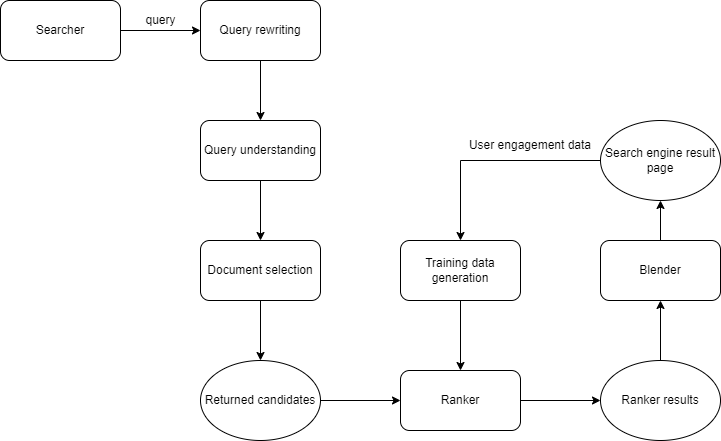 Searcher
query
Query rewriting
Query understanding
User engagement data
Search engine result
page
Document selection
Training data
generation
Blender
Returned candidates
Ranker
Ranker results